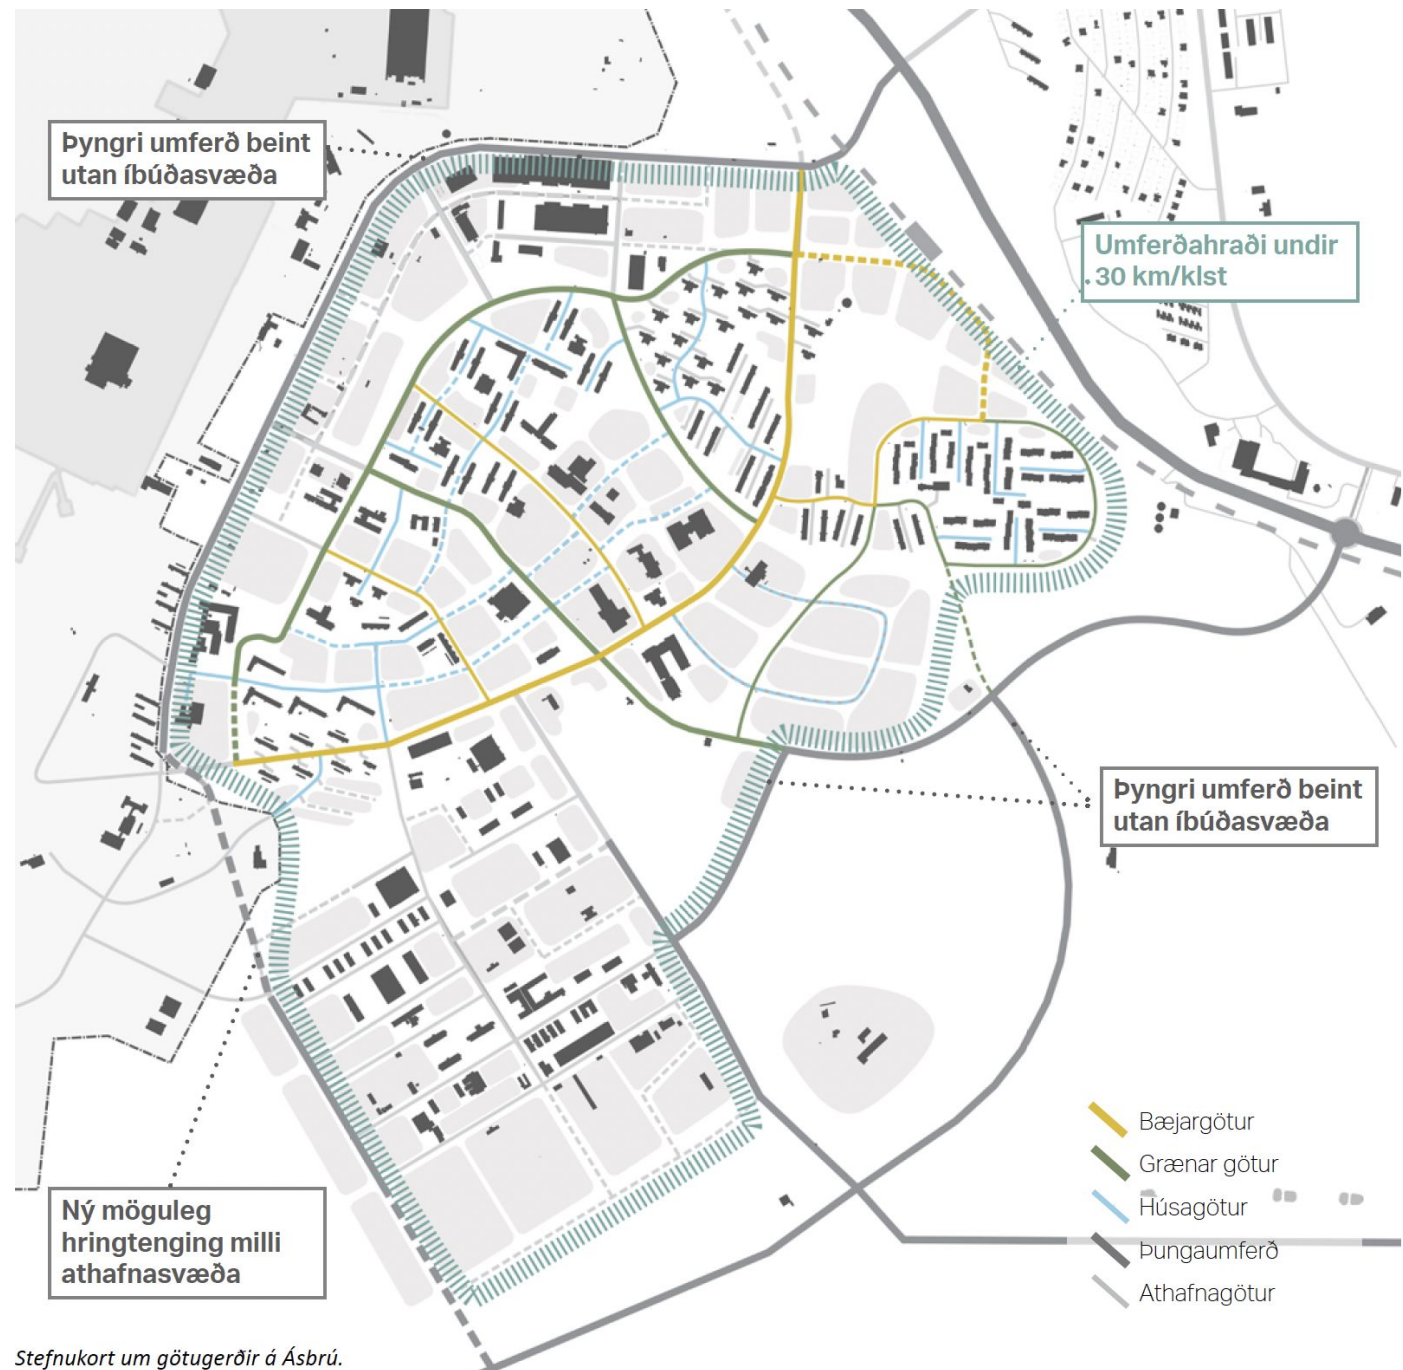 Þyngri umferð beint
utan íbúðasvæða
Umferðahraði undir
30 km/klst
Þyngri umferð beint
utan íbúðasvæða
Bæjargötur
Grænar götur
Húsagötur
Þungaumferð
Athafnagötur
Ný möguleg
hringtenging milli
athafnasvæða
Stefnukort um götugerðir á Ásbrú.